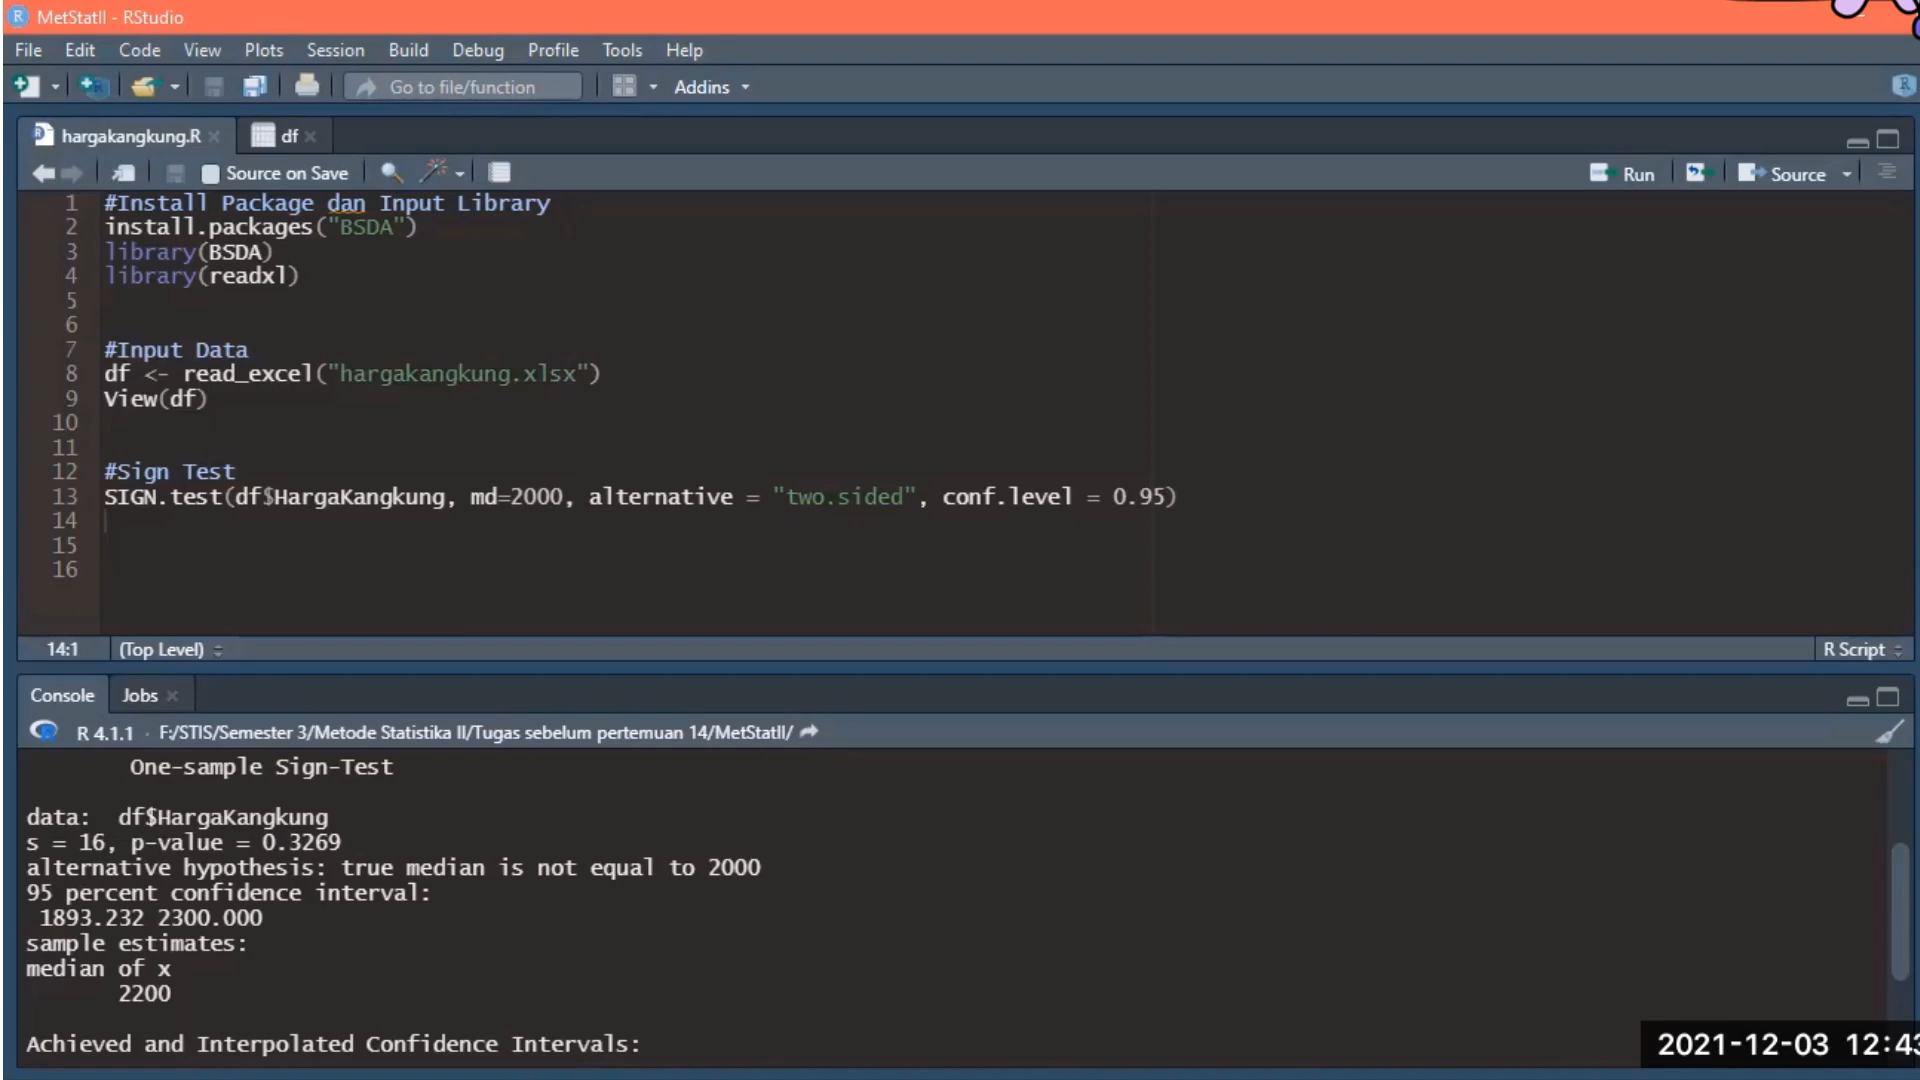 MetStatII - RStudio
File Edit Code View Plots Session Build Debug Profile Tools Help
Go to file/function Addins
hargakangkung.R df
Source on Save Run Source
1 #Install Package dan Input Library
2 install.packages("BSDA")
3 library(BSDA)
4 library(readxl)
5
6
7 #Input Data
8 df <- read_excel("hargakangkung.xlsx")
9 View(df)
10
11
12 #Sign Test
13 SIGN.test(df$HargaKangkung, md=2000, alternative = "two.sided", conf.level = 0.95)
14
15
16
14:1 (Top Level) R Script
Console Jobs
R 4.1.1 · F:/STIS/Semester 3/Metode Statistika II/Tugas sebelum pertemuan 14/MetStatII/
One-sample Sign-Test
data: df$HargaKangkung
s = 16, p-value = 0.3269
alternative hypothesis: true median is not equal to 2000
95 percent confidence interval:
1893.232 2300.000
sample estimates:
median of x
2200
Achieved and Interpolated Confidence Intervals:
2021-12-03 12:43